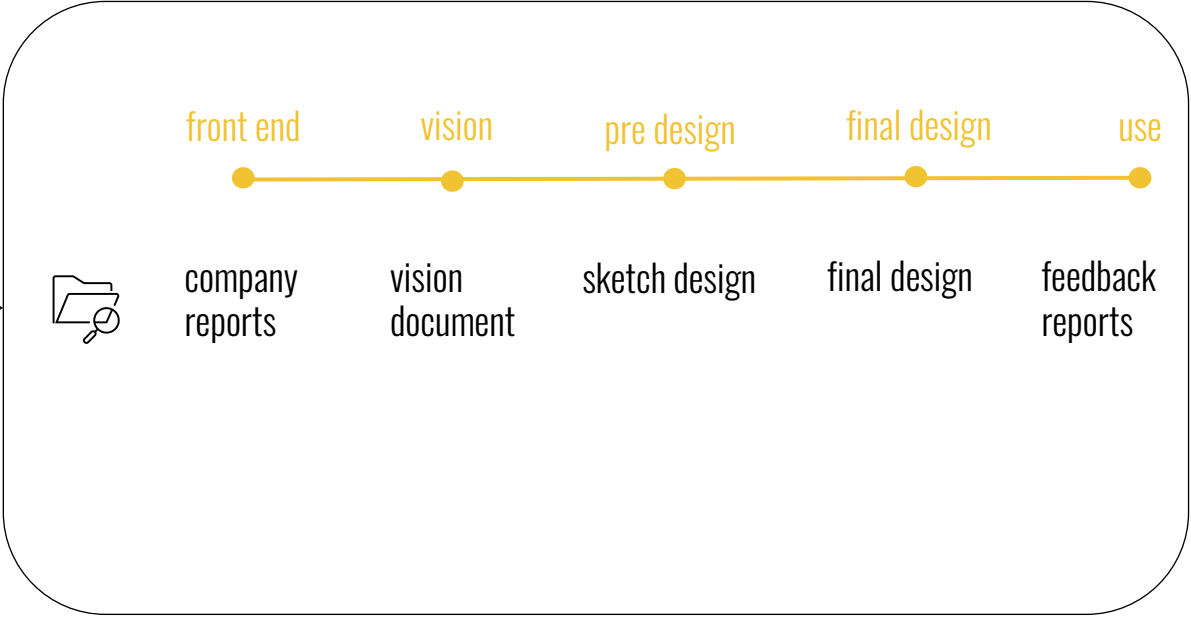 front end
vision
pre design
final design
use
company
reports
vision
document
sketch design
final design
feedback
reports